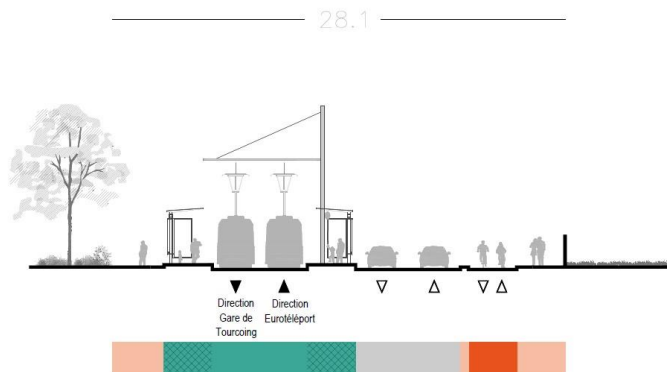 28.1
Direction
Gare de
Tourcoing
Direction
Eurotéléport